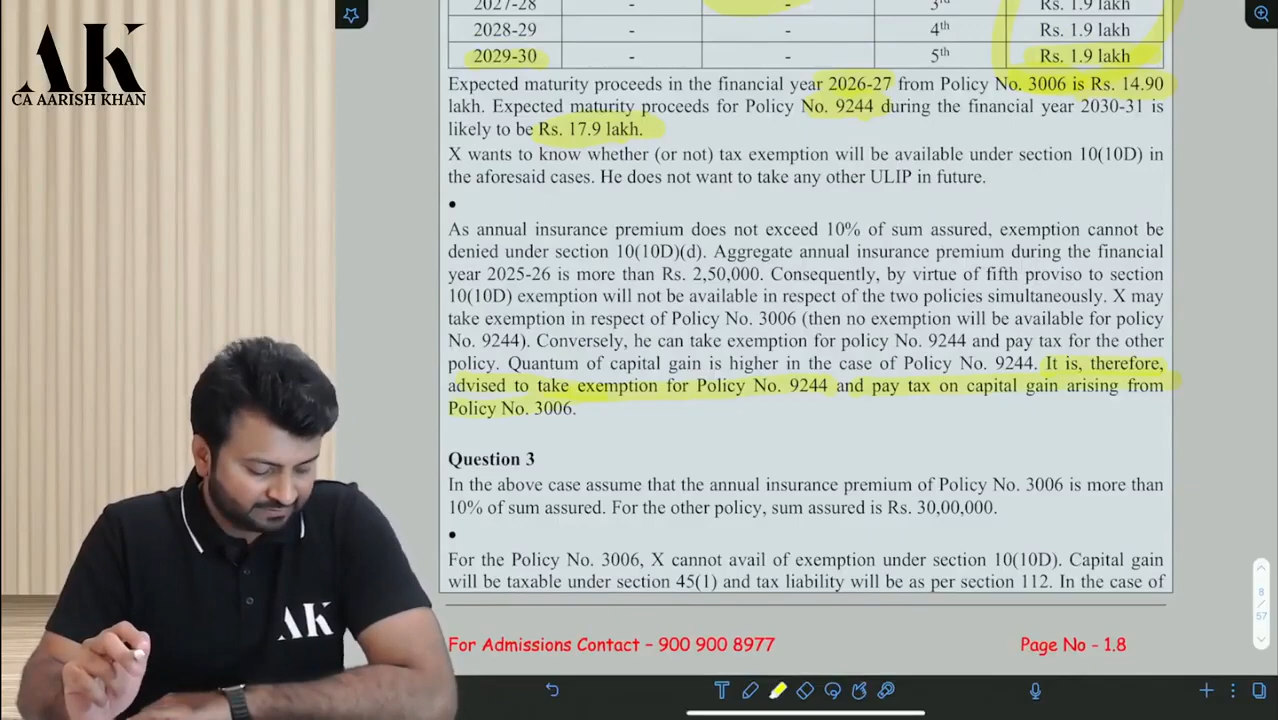 AK
CA AARISH KHAN
2027-28 - - 3rd Rs. 1.9 lakh
2028-29 - - 4th Rs. 1.9 lakh
2029-30 - - 5th Rs. 1.9 lakh
Expected maturity proceeds in the financial year 2026-27 from Policy No. 3006 is Rs. 14.90
lakh. Expected maturity proceeds for Policy No. 9244 during the financial year 2030-31 is
likely to be Rs. 17.9 lakh.
X wants to know whether (or not) tax exemption will be available under section 10(10D) in
the aforesaid cases. He does not want to take any other ULIP in future.
•
As annual insurance premium does not exceed 10% of sum assured, exemption cannot be
denied under section 10(10D)(d). Aggregate annual insurance premium during the financial
year 2025-26 is more than Rs. 2,50,000. Consequently, by virtue of fifth proviso to section
10(10D) exemption will not be available in respect of the two policies simultaneously. X may
take exemption in respect of Policy No. 3006 (then no exemption will be available for policy
No. 9244). Conversely, he can take exemption for policy No. 9244 and pay tax for the other
policy. Quantum of capital gain is higher in the case of Policy No. 9244. It is, therefore,
advised to take exemption for Policy No. 9244 and pay tax on capital gain arising from
Policy No. 3006.
Question 3
In the above case assume that the annual insurance premium of Policy No. 3006 is more than
10% of sum assured. For the other policy, sum assured is Rs. 30,00,000.
•
For the Policy No. 3006, X cannot avail of exemption under section 10(10D). Capital gain
will be taxable under section 45(1) and tax liability will be as per section 112. In the case of
8
/
57
AK
For Admissions Contact – 900 900 8977 Page No - 1.8
T